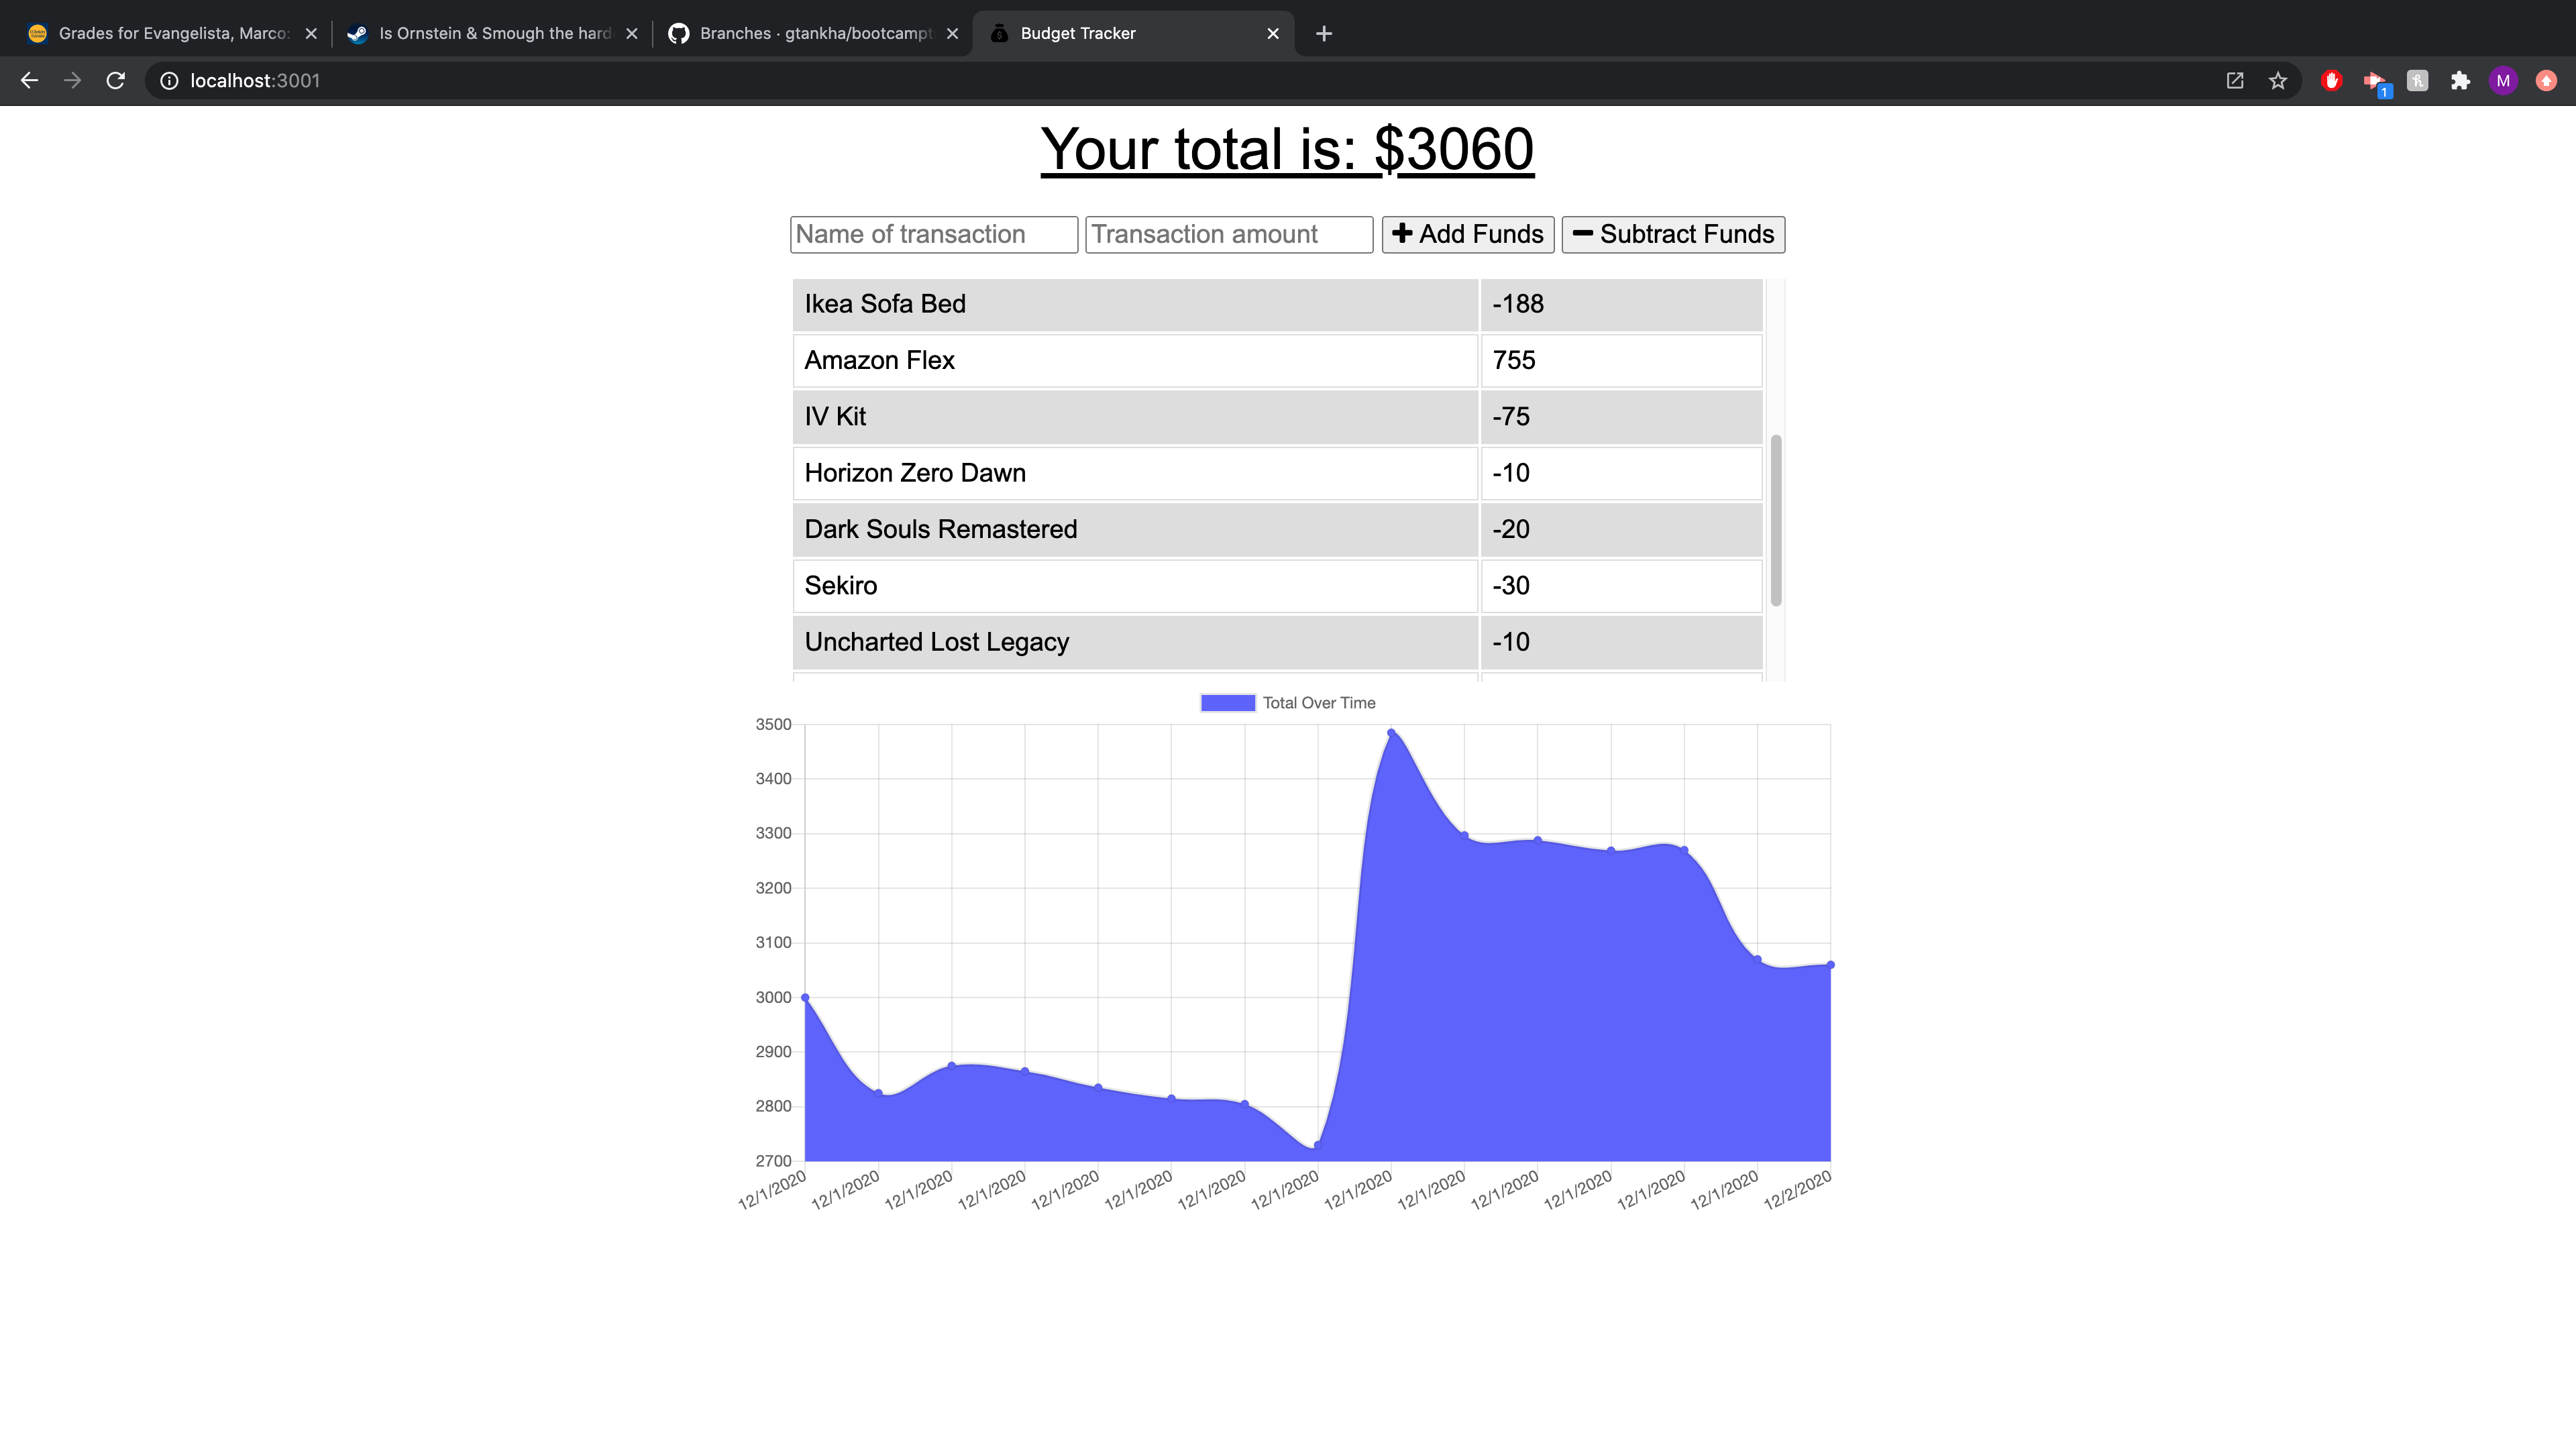 Grades for Evangelista, Marco
Is Ornstein & Smough the hard
Branches · gtankha/bootcampt
Budget Tracker
localhost:3001
1
M
Your total is: $3060
Name of transaction Transaction amount Add Funds Subtract Funds
Ikea Sofa Bed -188
Amazon Flex 755
IV Kit -75
Horizon Zero Dawn -10
Dark Souls Remastered -20
Sekiro -30
Uncharted Lost Legacy -10
Total Over Time
3500
3400
3300
3200
3100
3000
2900
2800
2700
12/1/2020 12/1/2020 12/1/2020 12/1/2020 12/1/2020 12/1/2020 12/1/2020 12/1/2020 12/1/2020 12/1/2020 12/1/2020 12/1/2020 12/1/2020 12/1/2020 12/2/2020